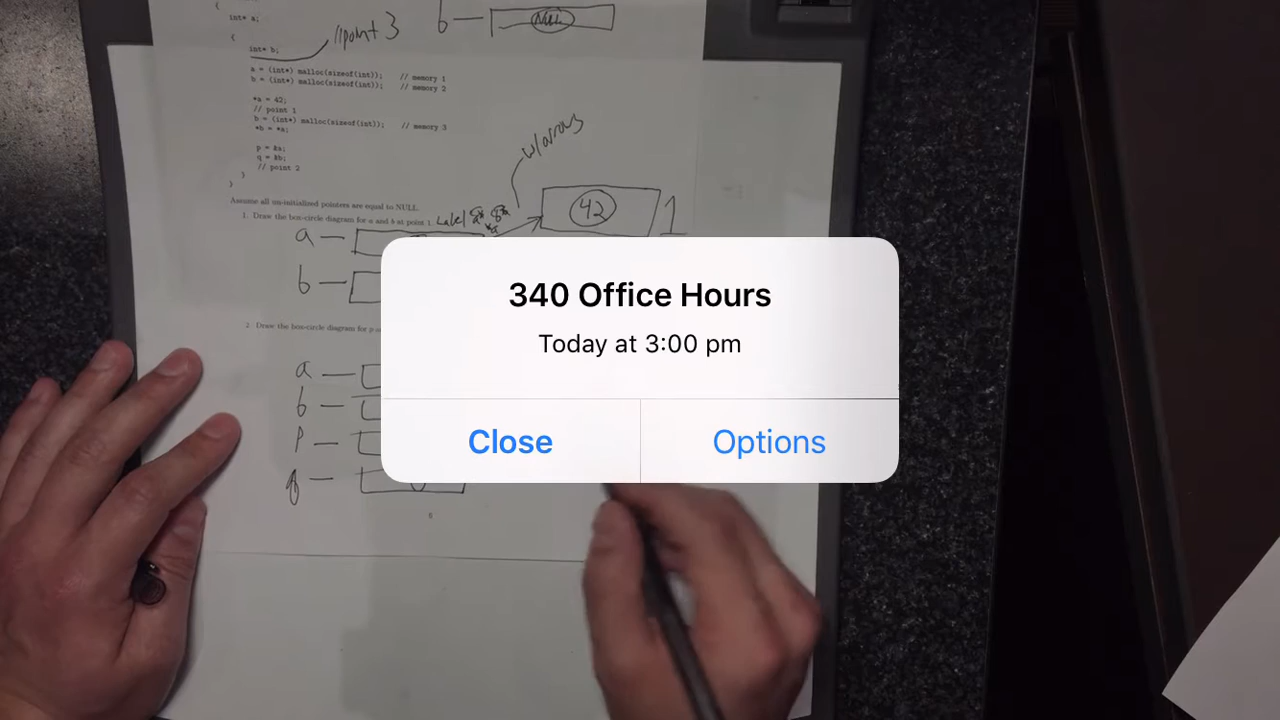 {
int* a;
//point 3
b — NULL
{
int* b;
a = (int*) malloc(sizeof(int)); // memory 1
b = (int*) malloc(sizeof(int)); // memory 2
*a = 42;
// point 1
b = (int*) malloc(sizeof(int)); // memory 3
*b = *a;
w/arrows
p = &a;
q = &b;
// point 2
}
}
Assume all un-initialized pointres are equal to NULL.
1. Draw the box-circle diagram for a and b at point 1. Label
42
1
a —
b —
340 Office Hours
Today at 3:00 pm
Close
Options
2. Draw the box-circle diagram for p
a —
b —
p —
q —
6